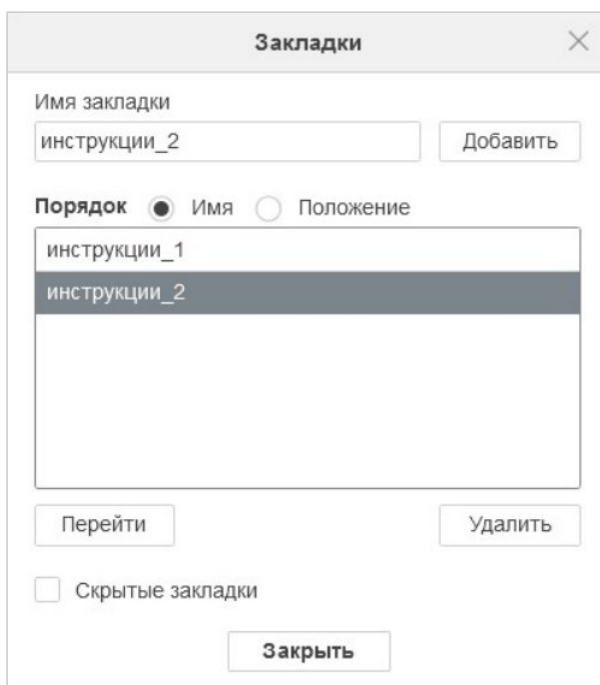 Закладки
Имя закладки
инструкции_2 Добавить
Порядок Имя Положение
инструкции_1
инструкции_2
Перейти Удалить
Скрытые закладки
Закрыть